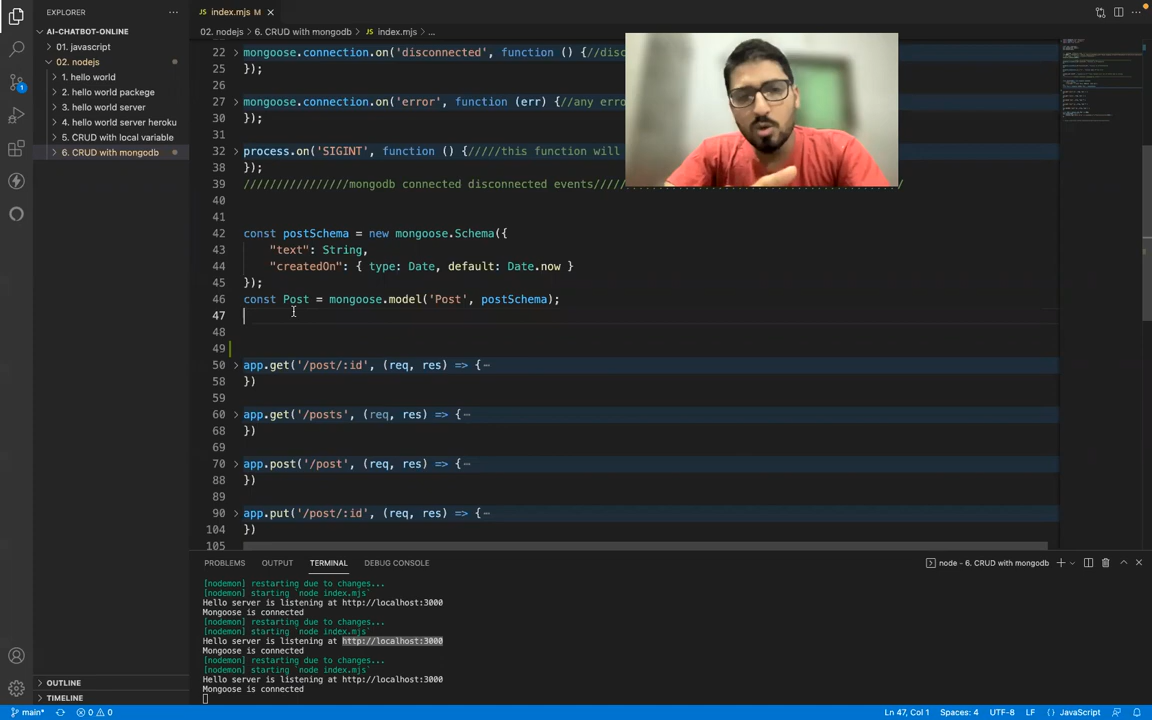 EXPLORER
index.mjs M
AI-CHATBOT-ONLINE
01. javascript
02. nodejs
1. hello world
2. hello world packege
3. hello world server
4. hello world server heroku
5. CRUD with local variable
6. CRUD with mongodb
02. nodejs > 6. CRUD with mongodb > index.mjs > ...
22 mongoose.connection.on('disconnected', function () {//disc
25 });
26
27 mongoose.connection.on('error', function (err) {//any erro
30 });
31
32 process.on('SIGINT', function () {/////this function will
38 });
39 ////////////////mongodb connected disconnected events/////
40
41
42 const postSchema = new mongoose.Schema({
43 "text": String,
44 "createdOn": { type: Date, default: Date.now }
45 });
46 const Post = mongoose.model('Post', postSchema);
47
48
49
50 app.get('/post/:id', (req, res) => {⋯
58 })
59
60 app.get('/posts', (req, res) => {⋯
68 })
69
70 app.post('/post', (req, res) => {⋯
88 })
89
90 app.put('/post/:id', (req, res) => {⋯
104 })
105
PROBLEMS OUTPUT TERMINAL DEBUG CONSOLE
node - 6. CRUD with mongodb
[nodemon] restarting due to changes...
[nodemon] starting `node index.mjs`
Hello server is listening at http://localhost:3000
Mongoose is connected
[nodemon] restarting due to changes...
[nodemon] starting `node index.mjs`
Hello server is listening at http://localhost:3000
Mongoose is connected
[nodemon] restarting due to changes...
[nodemon] starting `node index.mjs`
Hello server is listening at http://localhost:3000
Mongoose is connected
OUTLINE
TIMELINE
main* 0 0
Ln 47, Col 1 Spaces: 4 UTF-8 LF JavaScript
1